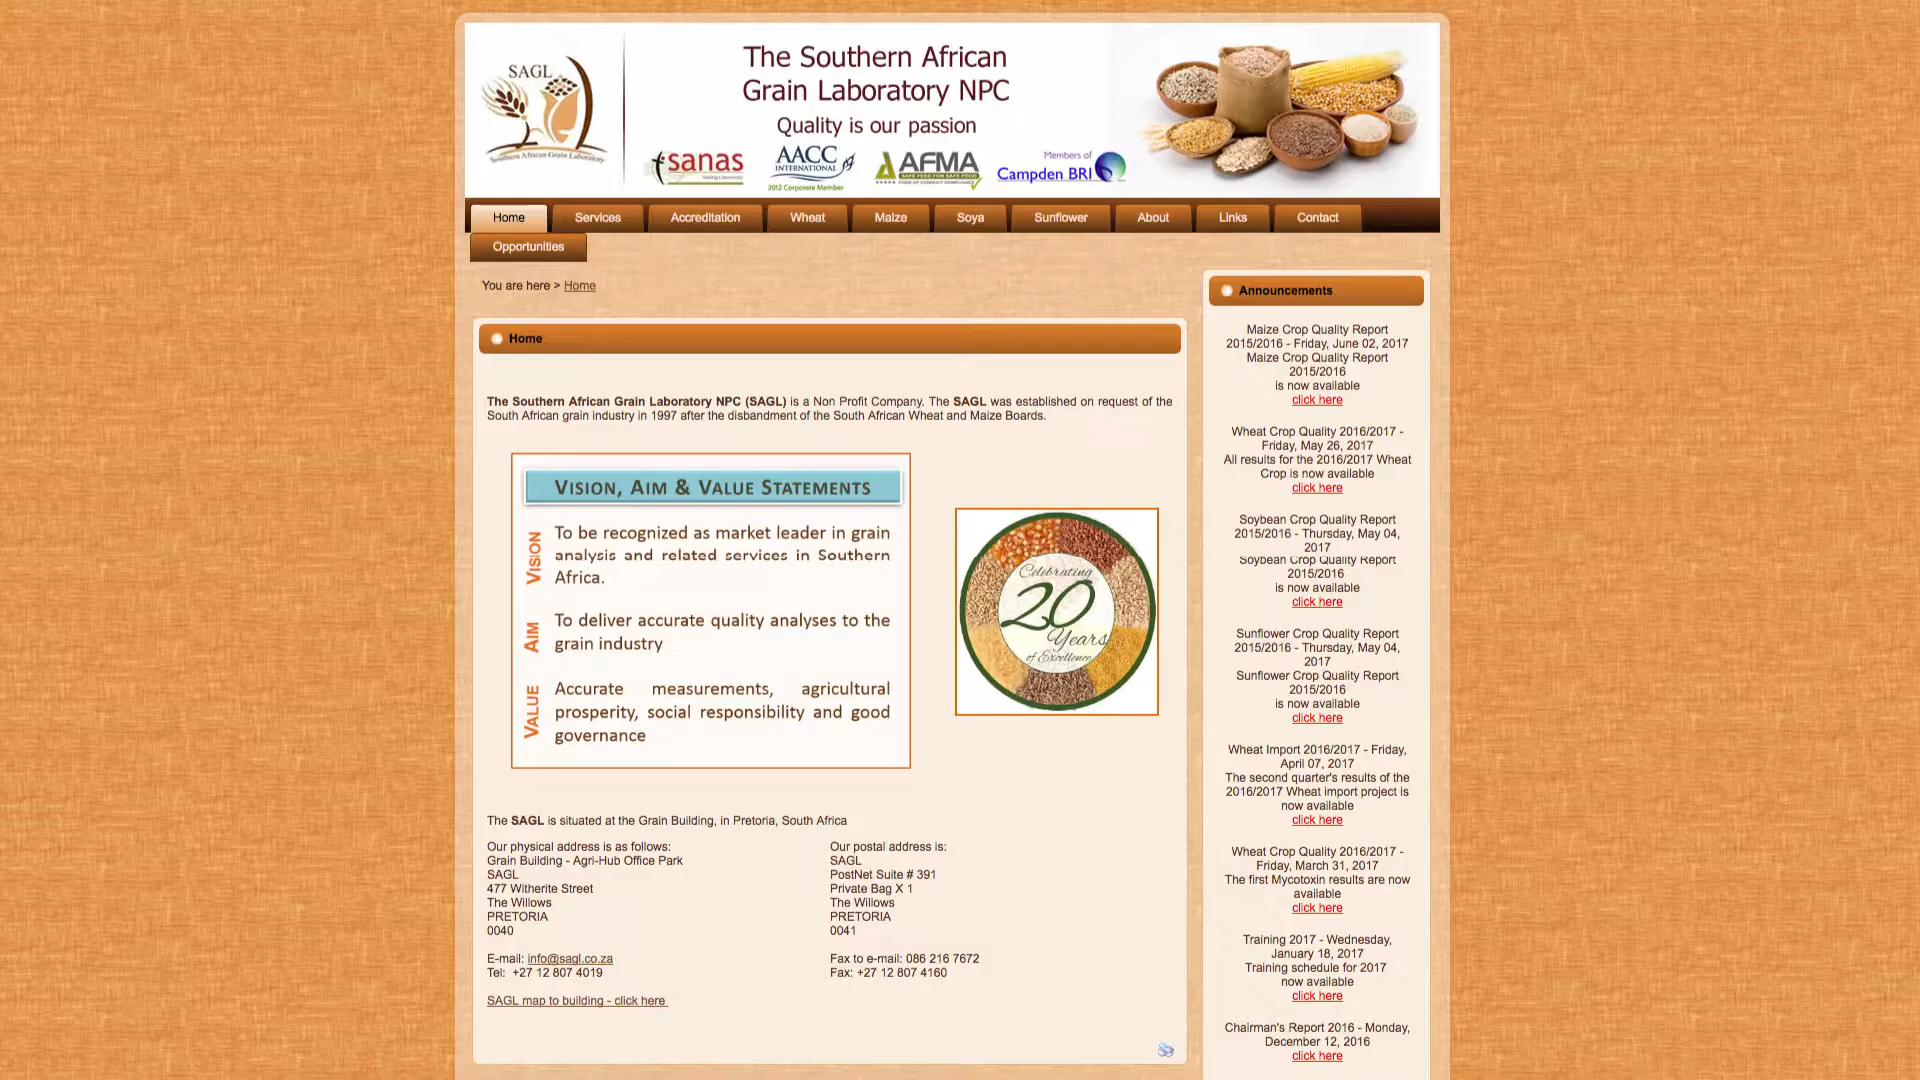 SAGL
Southern African Grain Laboratory
The Southern African
Grain Laboratory NPC
Quality is our passion
sanas
Testing Laboratory
AACC
INTERNATIONAL
2012 Corporate Member
AFMA
SAFE FEED FOR SAFE FOOD
CODE OF CONDUCT COMPLIANCE
Members of
Campden BRI
Home
Services
Accreditation
Wheat
Maize
Soya
Sunflower
About
Links
Contact
Opportunities
You are here > Home
Home
The Southern African Grain Laboratory NPC (SAGL) is a Non Profit Company. The SAGL was established on request of the
South African grain industry in 1997 after the disbandment of the South African Wheat and Maize Boards.
VISION, AIM & VALUE STATEMENTS
VISION
To be recognized as market leader in grain
analysis and related services in Southern
Africa.
AIM
To deliver accurate quality analyses to the
grain industry
VALUE
Accurate measurements, agricultural
prosperity, social responsibility and good
governance
Celebrating
20
Years
of Excellence
The SAGL is situated at the Grain Building, in Pretoria, South Africa
Our physical address is as follows:
Grain Building - Agri-Hub Office Park
SAGL
477 Witherite Street
The Willows
PRETORIA
0040
E-mail: info@sagl.co.za
Tel: +27 12 807 4019
SAGL map to building - click here
Our postal address is:
SAGL
PostNet Suite # 391
Private Bag X 1
The Willows
PRETORIA
0041
Fax to e-mail: 086 216 7672
Fax: +27 12 807 4160
Announcements
Maize Crop Quality Report
2015/2016 - Friday, June 02, 2017
Maize Crop Quality Report
2015/2016
is now available
click here
Wheat Crop Quality 2016/2017 -
Friday, May 26, 2017
All results for the 2016/2017 Wheat
Crop is now available
click here
Soybean Crop Quality Report
2015/2016 - Thursday, May 04,
2017
Soybean Crop Quality Report
2015/2016
is now available
click here
Sunflower Crop Quality Report
2015/2016 - Thursday, May 04,
2017
Sunflower Crop Quality Report
2015/2016
is now available
click here
Wheat Import 2016/2017 - Friday,
April 07, 2017
The second quarter's results of the
2016/2017 Wheat import project is
now available
click here
Wheat Crop Quality 2016/2017 -
Friday, March 31, 2017
The first Mycotoxin results are now
available
click here
Training 2017 - Wednesday,
January 18, 2017
Training schedule for 2017
now available
click here
Chairman's Report 2016 - Monday,
December 12, 2016
click here